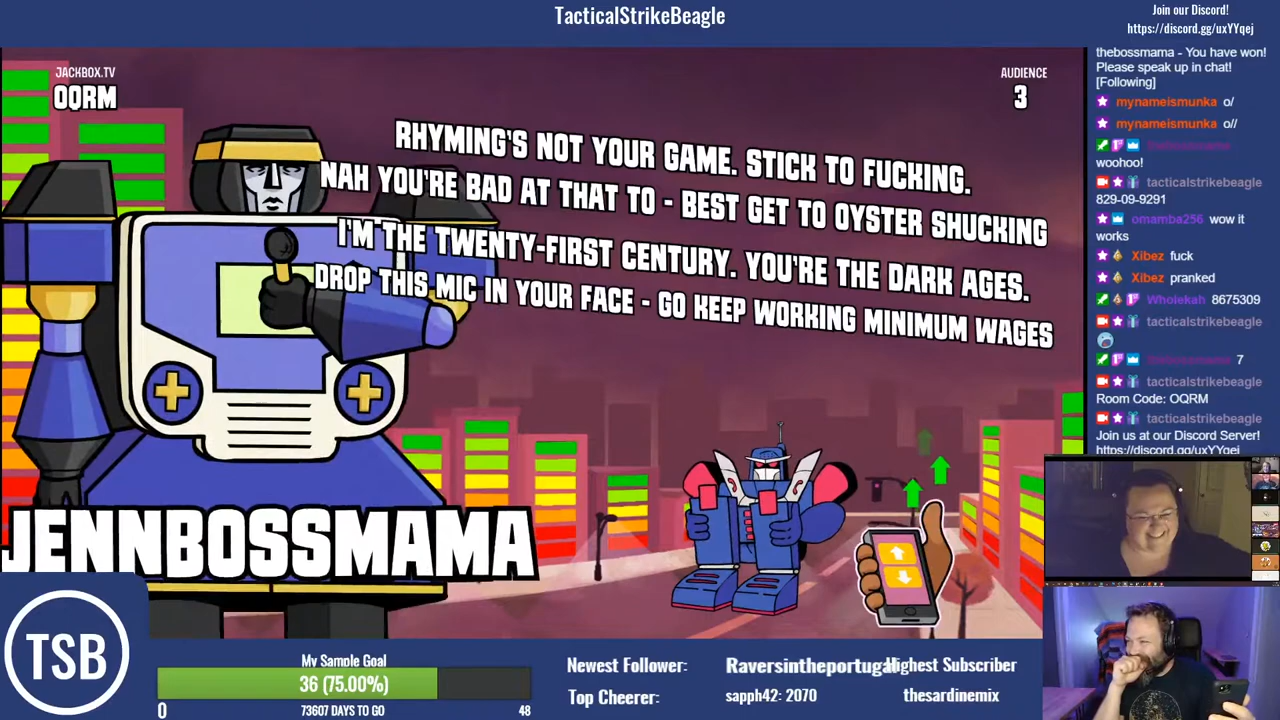 TacticalStrikeBeagle
Join our Discord!
https://discord.gg/uxYYqej
JACKBOX.TV
OQRM
AUDIENCE
3
RHYMING'S NOT YOUR GAME. STICK TO FUCKING.
NAH YOU'RE BAD AT THAT TO - BEST GET TO OYSTER SHUCKING
I'M THE TWENTY-FIRST CENTURY. YOU'RE THE DARK AGES.
DROP THIS MIC IN YOUR FACE - GO KEEP WORKING MINIMUM WAGES
JENNBOSSMAMA
thebossmama - You have won!
Please speak up in chat!
[Following]
mynameismunka o/
mynameismunka o//
woohoo!
tacticalstrikebeagle
829-09-9291
omamba256 wow it
works
Xibez fuck
Xibez pranked
Wholekah 8675309
tacticalstrikebeagle
7
tacticalstrikebeagle
Room Code: OQRM
tacticalstrikebeagle
Join us at our Discord Server!
https://discord.gg/uxYYqej
TSB
My Sample Goal
36 (75.00%)
0
73607 DAYS TO GO
48
Newest Follower:
Raversintheportugal
Highest Subscriber
Top Cheerer:
sapph42: 2070
thesardinemix